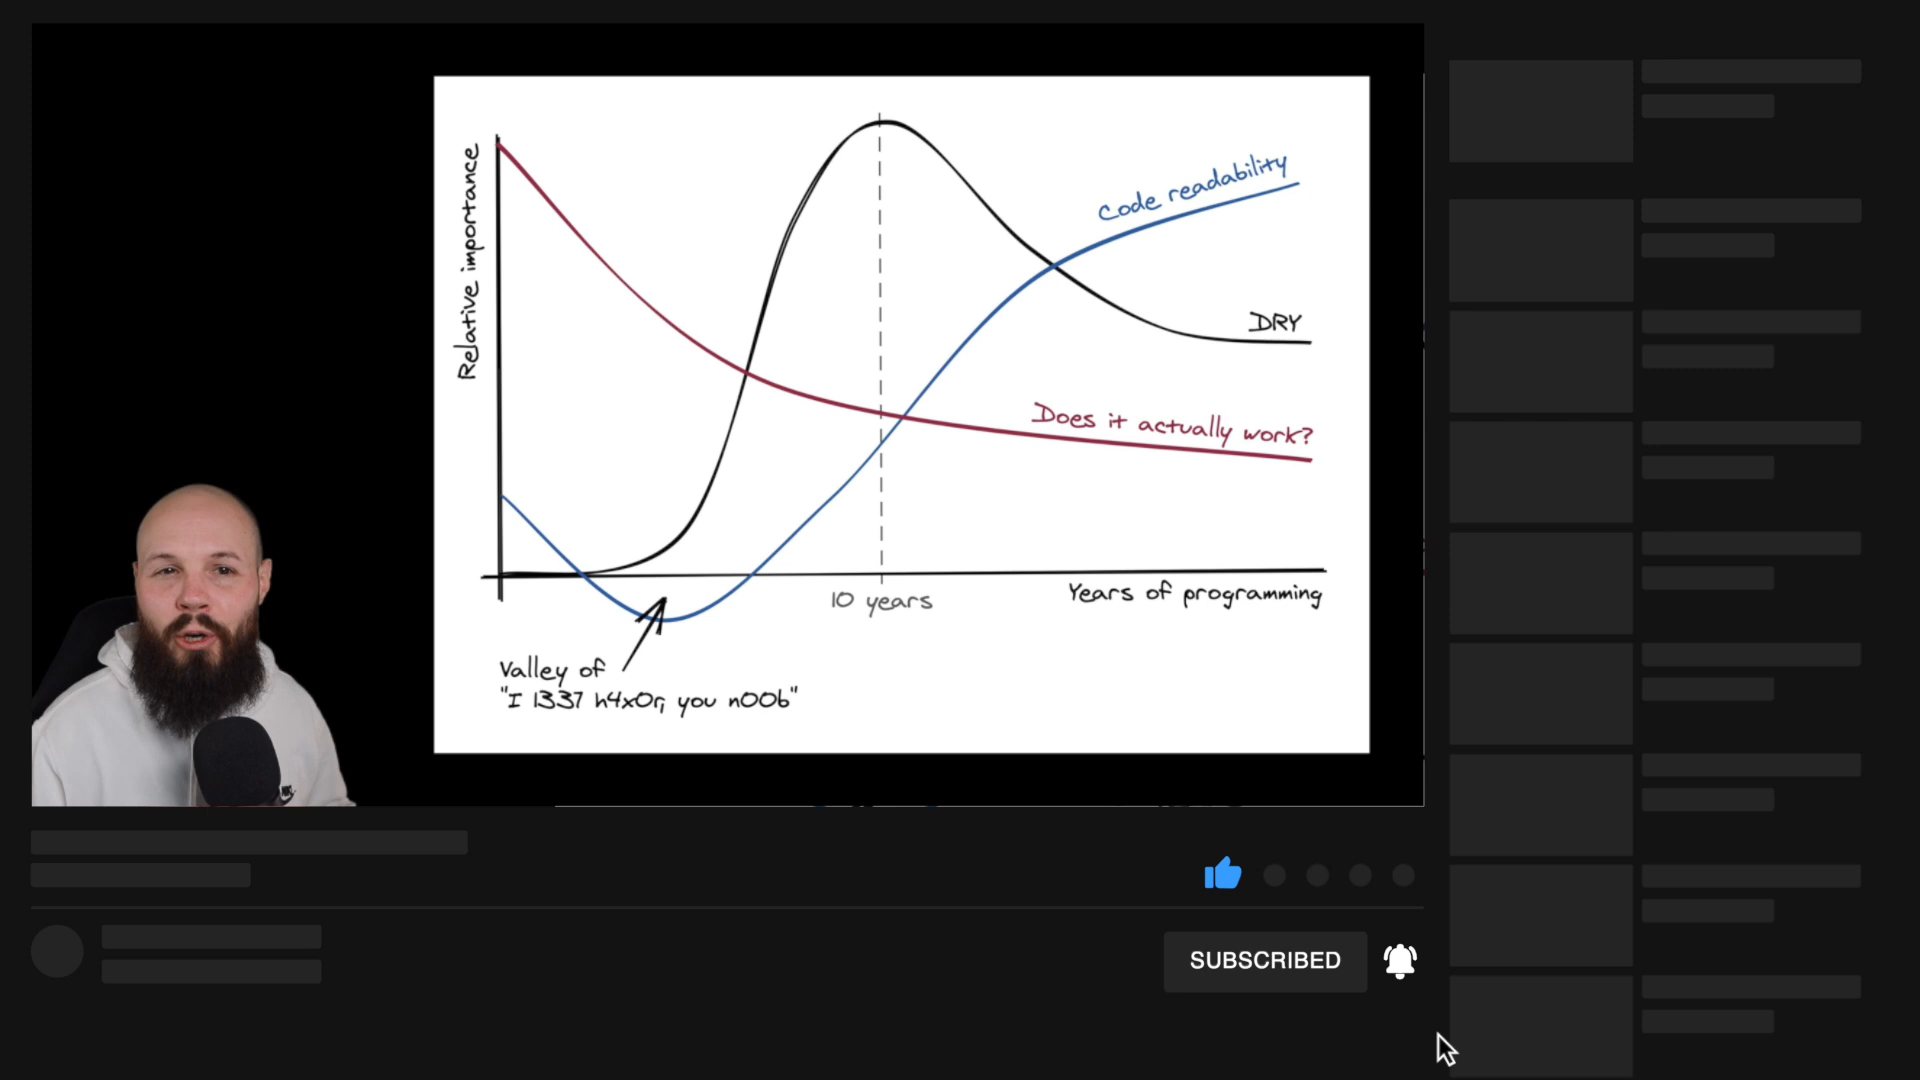 Relative importance
Code readability
DRY
Does it actually work?
10 years
Years of programming
Valley of
"I 1337 h4x0r, you n00b"
SUBSCRIBED